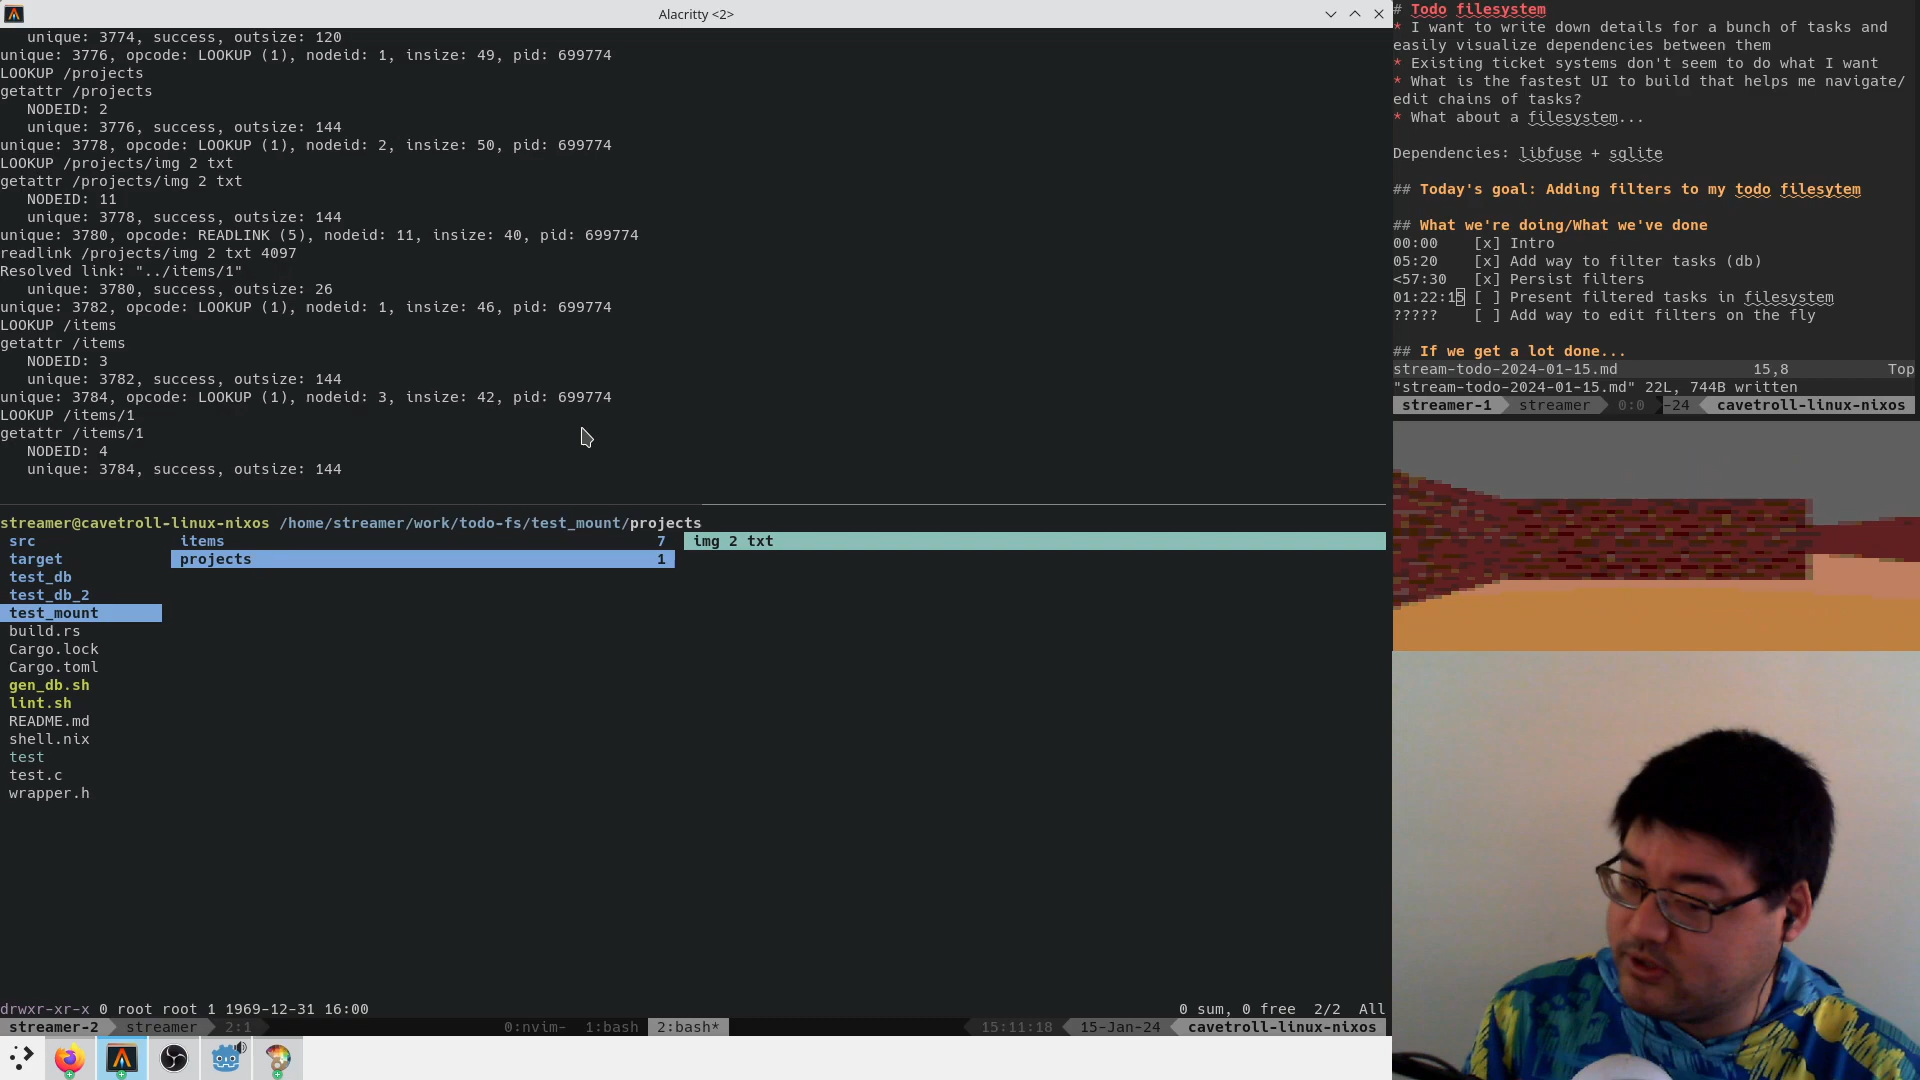 Alacritty <2>
unique: 3774, success, outsize: 120
unique: 3776, opcode: LOOKUP (1), nodeid: 1, insize: 49, pid: 699774
LOOKUP /projects
getattr /projects
NODEID: 2
unique: 3776, success, outsize: 144
unique: 3778, opcode: LOOKUP (1), nodeid: 2, insize: 50, pid: 699774
LOOKUP /projects/img 2 txt
getattr /projects/img 2 txt
NODEID: 11
unique: 3778, success, outsize: 144
unique: 3780, opcode: READLINK (5), nodeid: 11, insize: 40, pid: 699774
readlink /projects/img 2 txt 4097
Resolved link: "../items/1"
unique: 3780, success, outsize: 26
unique: 3782, opcode: LOOKUP (1), nodeid: 1, insize: 46, pid: 699774
LOOKUP /items
getattr /items
NODEID: 3
unique: 3782, success, outsize: 144
unique: 3784, opcode: LOOKUP (1), nodeid: 3, insize: 42, pid: 699774
LOOKUP /items/1
getattr /items/1
NODEID: 4
unique: 3784, success, outsize: 144
streamer@cavetroll-linux-nixos /home/streamer/work/todo-fs/test_mount/projects
src items 7 img 2 txt
target projects 1
test_db
test_db_2
test_mount
build.rs
Cargo.lock
Cargo.toml
gen_db.sh
lint.sh
README.md
shell.nix
test
test.c
wrapper.h
drwxr-xr-x 0 root root 1 1969-12-31 16:00 0 sum, 0 free 2/2 All
streamer-2 streamer 2:1 0:nvim- 1:bash 2:bash* 15:11:18 15-Jan-24 cavetroll-linux-nixos
# Todo filesystem
* I want to write down details for a bunch of tasks and
easily visualize dependencies between them
* Existing ticket systems don't seem to do what I want
* What is the fastest UI to build that helps me navigate/
edit chains of tasks?
* What about a filesystem...
Dependencies: libfuse + sqlite
## Today's goal: Adding filters to my todo filesytem
## What we're doing/What we've done
00:00 [x] Intro
05:20 [x] Add way to filter tasks (db)
<57:30 [x] Persist filters
01:22:15 [ ] Present filtered tasks in filesystem
????? [ ] Add way to edit filters on the fly
## If we get a lot done...
stream-todo-2024-01-15.md 15,8 Top
"stream-todo-2024-01-15.md" 22L, 744B written
streamer-1 streamer 0:0 -24 cavetroll-linux-nixos